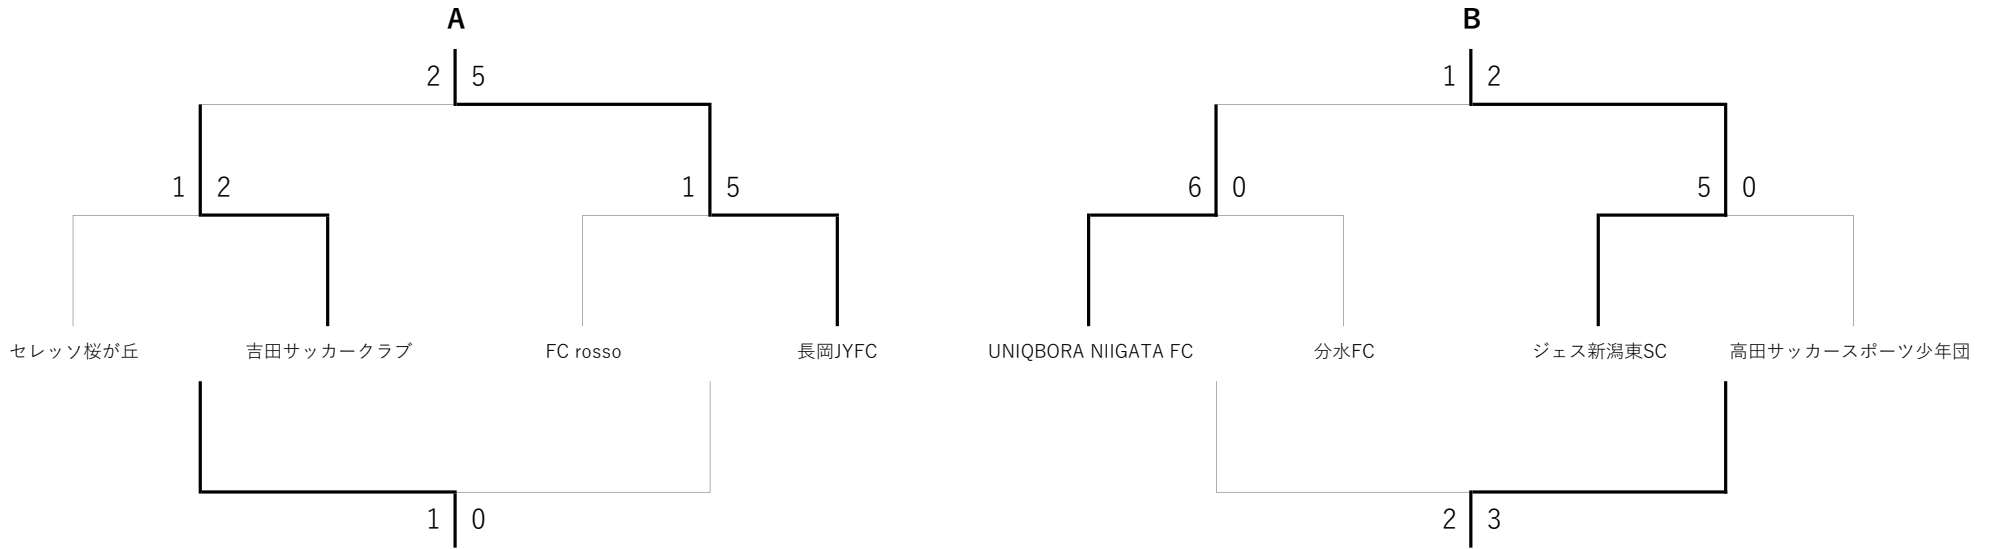 A
B
2 5
1 2
1 2
1 5
6 0
5 0
セレッソ桜が丘
吉田サッカークラブ
FC rosso
長岡JYFC
UNIQBORA NIIGATA FC
分水FC
ジェス新潟東SC
高田サッカースポーツ少年団
1 0
2 3